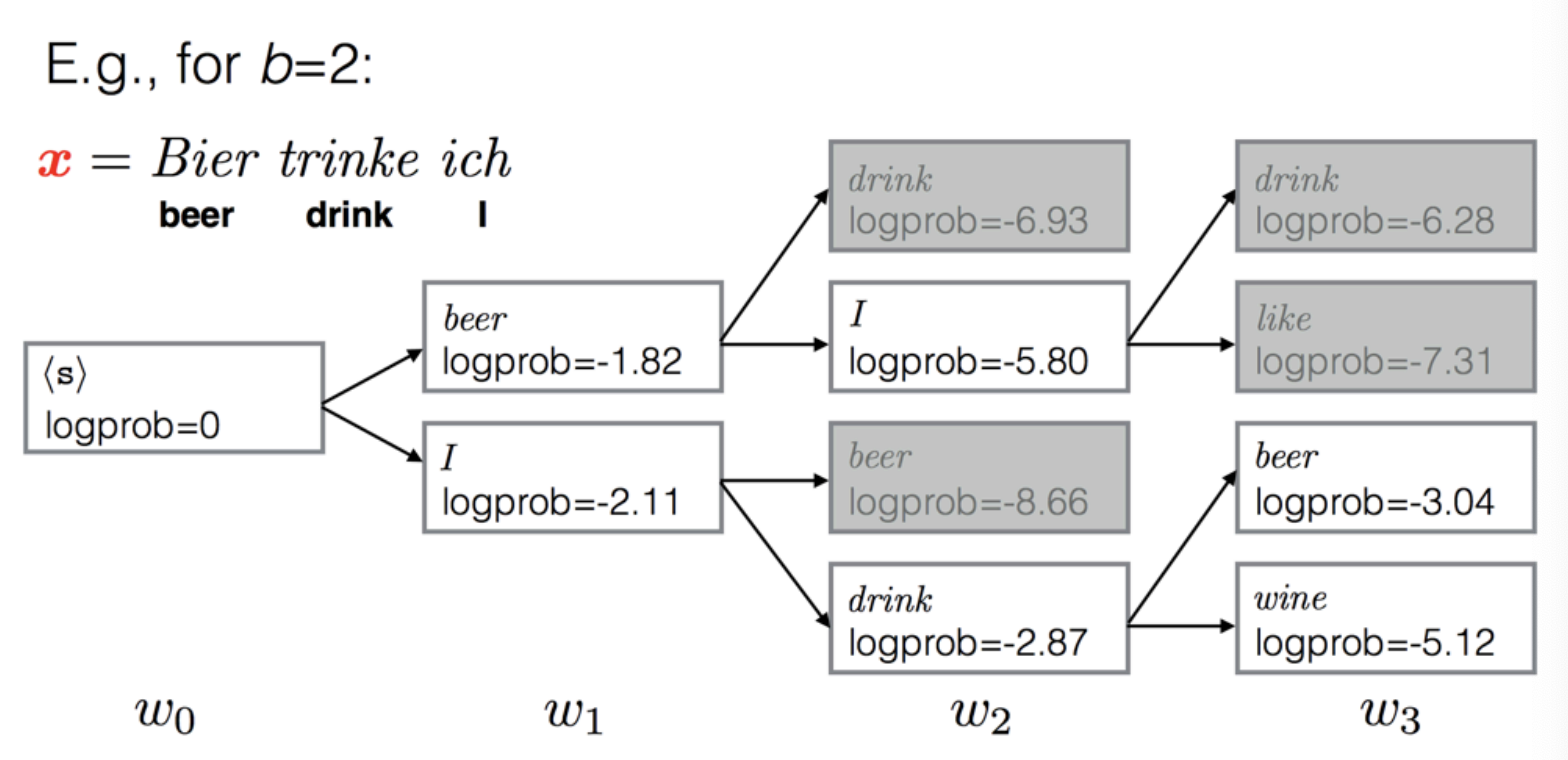 E.g., for b=2:
x = Bier trinke ich
beer drink I
⟨s⟩
logprob=0
beer
logprob=-1.82
I
logprob=-2.11
drink
logprob=-6.93
I
logprob=-5.80
beer
logprob=-8.66
drink
logprob=-2.87
drink
logprob=-6.28
like
logprob=-7.31
beer
logprob=-3.04
wine
logprob=-5.12
w₀ w₁ w₂ w₃